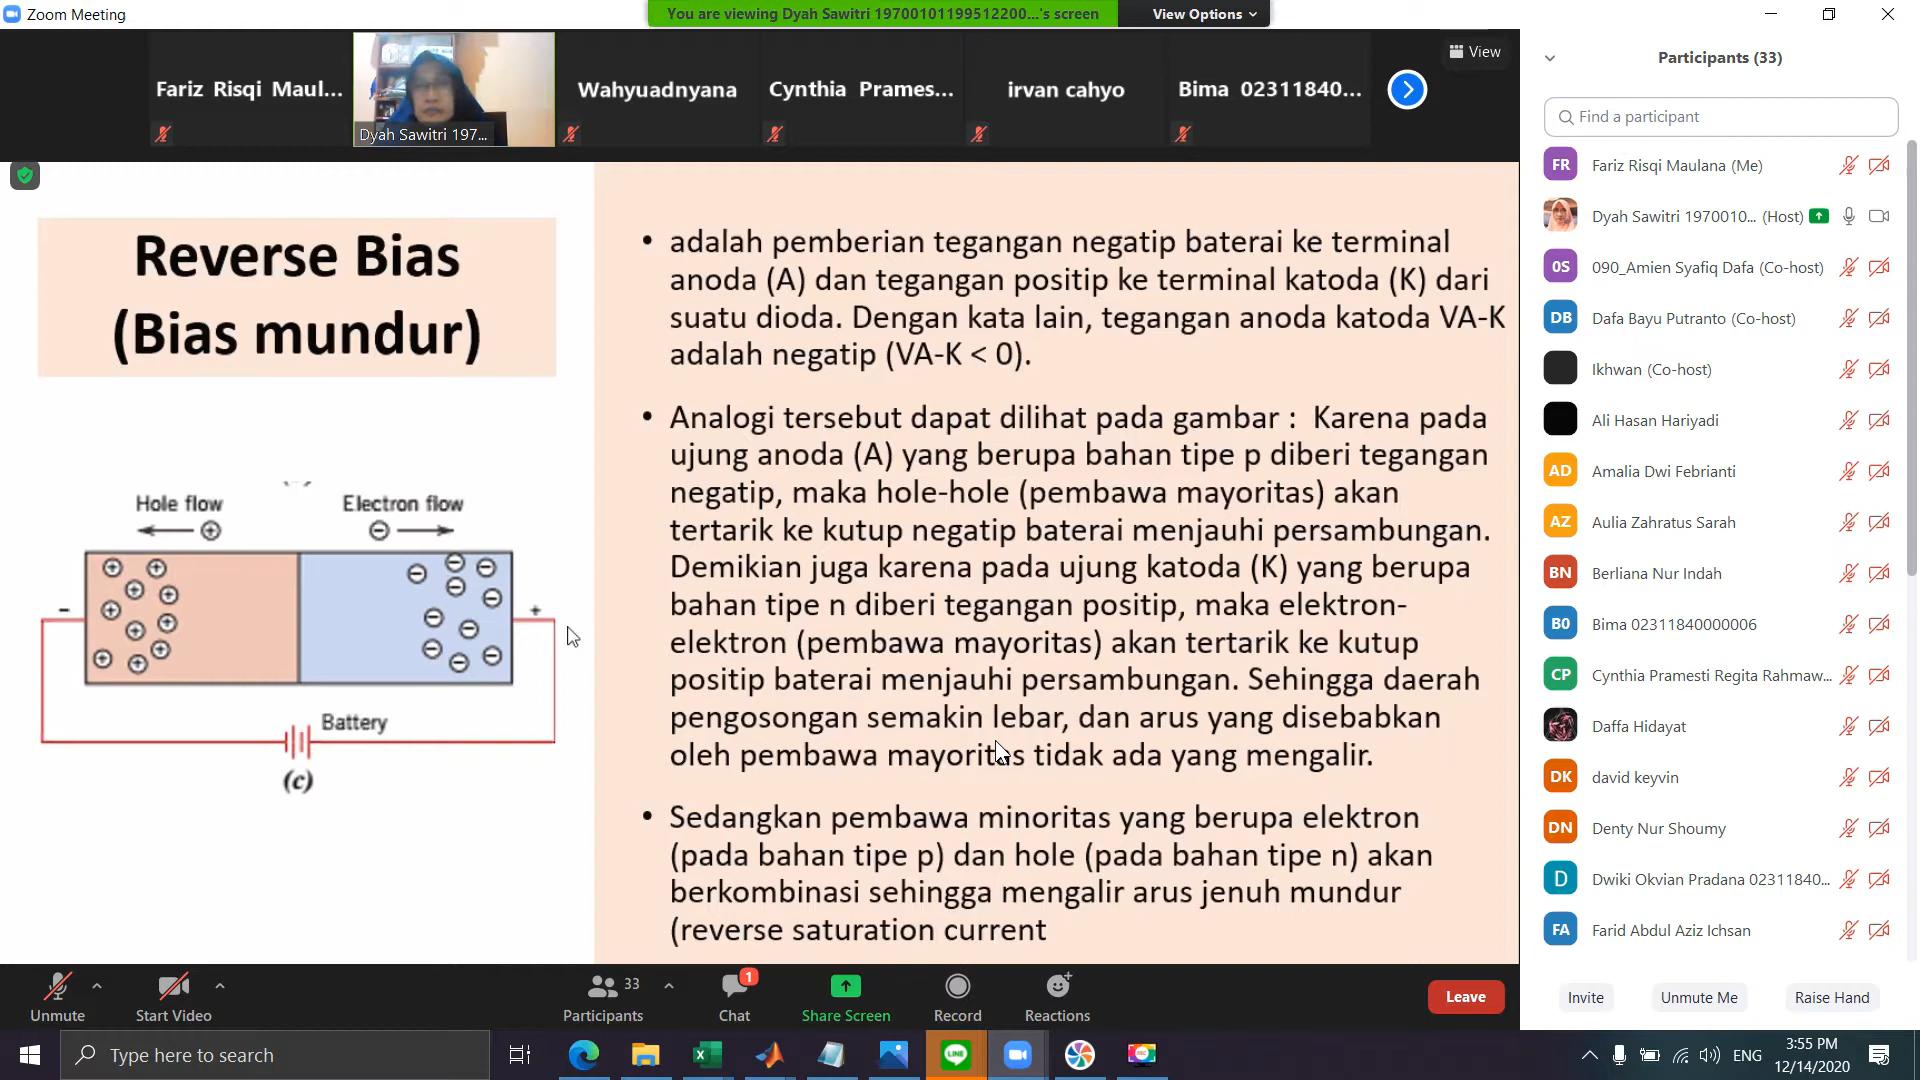 Zoom Meeting
You are viewing Dyah Sawitri 19700101199512200...'s screen
View Options
Fariz Risqi Maul...
Dyah Sawitri 197...
Wahyuadnyana
Cynthia Prames...
irvan cahyo
Bima 02311840...
View
Reverse Bias
(Bias mundur)
Hole flow
Electron flow
-
+
Battery
(c)
• adalah pemberian tegangan negatip baterai ke terminal
anoda (A) dan tegangan positip ke terminal katoda (K) dari
suatu dioda. Dengan kata lain, tegangan anoda katoda VA-K
adalah negatip (VA-K < 0).
• Analogi tersebut dapat dilihat pada gambar : Karena pada
ujung anoda (A) yang berupa bahan tipe p diberi tegangan
negatip, maka hole-hole (pembawa mayoritas) akan
tertarik ke kutup negatip baterai menjauhi persambungan.
Demikian juga karena pada ujung katoda (K) yang berupa
bahan tipe n diberi tegangan positip, maka elektron-
elektron (pembawa mayoritas) akan tertarik ke kutup
positip baterai menjauhi persambungan. Sehingga daerah
pengosongan semakin lebar, dan arus yang disebabkan
oleh pembawa mayoritas tidak ada yang mengalir.
• Sedangkan pembawa minoritas yang berupa elektron
(pada bahan tipe p) dan hole (pada bahan tipe n) akan
berkombinasi sehingga mengalir arus jenuh mundur
(reverse saturation current
Participants (33)
Find a participant
FR Fariz Risqi Maulana (Me)
Dyah Sawitri 1970010... (Host)
0S 090_Amien Syafiq Dafa (Co-host)
DB Dafa Bayu Putranto (Co-host)
Ikhwan (Co-host)
Ali Hasan Hariyadi
AD Amalia Dwi Febrianti
AZ Aulia Zahratus Sarah
BN Berliana Nur Indah
B0 Bima 02311840000006
CP Cynthia Pramesti Regita Rahmaw...
Daffa Hidayat
DK david keyvin
DN Denty Nur Shoumy
D Dwiki Okvian Pradana 02311840...
FA Farid Abdul Aziz Ichsan
Invite
Unmute Me
Raise Hand
Unmute
Start Video
33
Participants
1
Chat
Share Screen
Record
Reactions
Leave
Type here to search
ENG
3:55 PM
12/14/2020